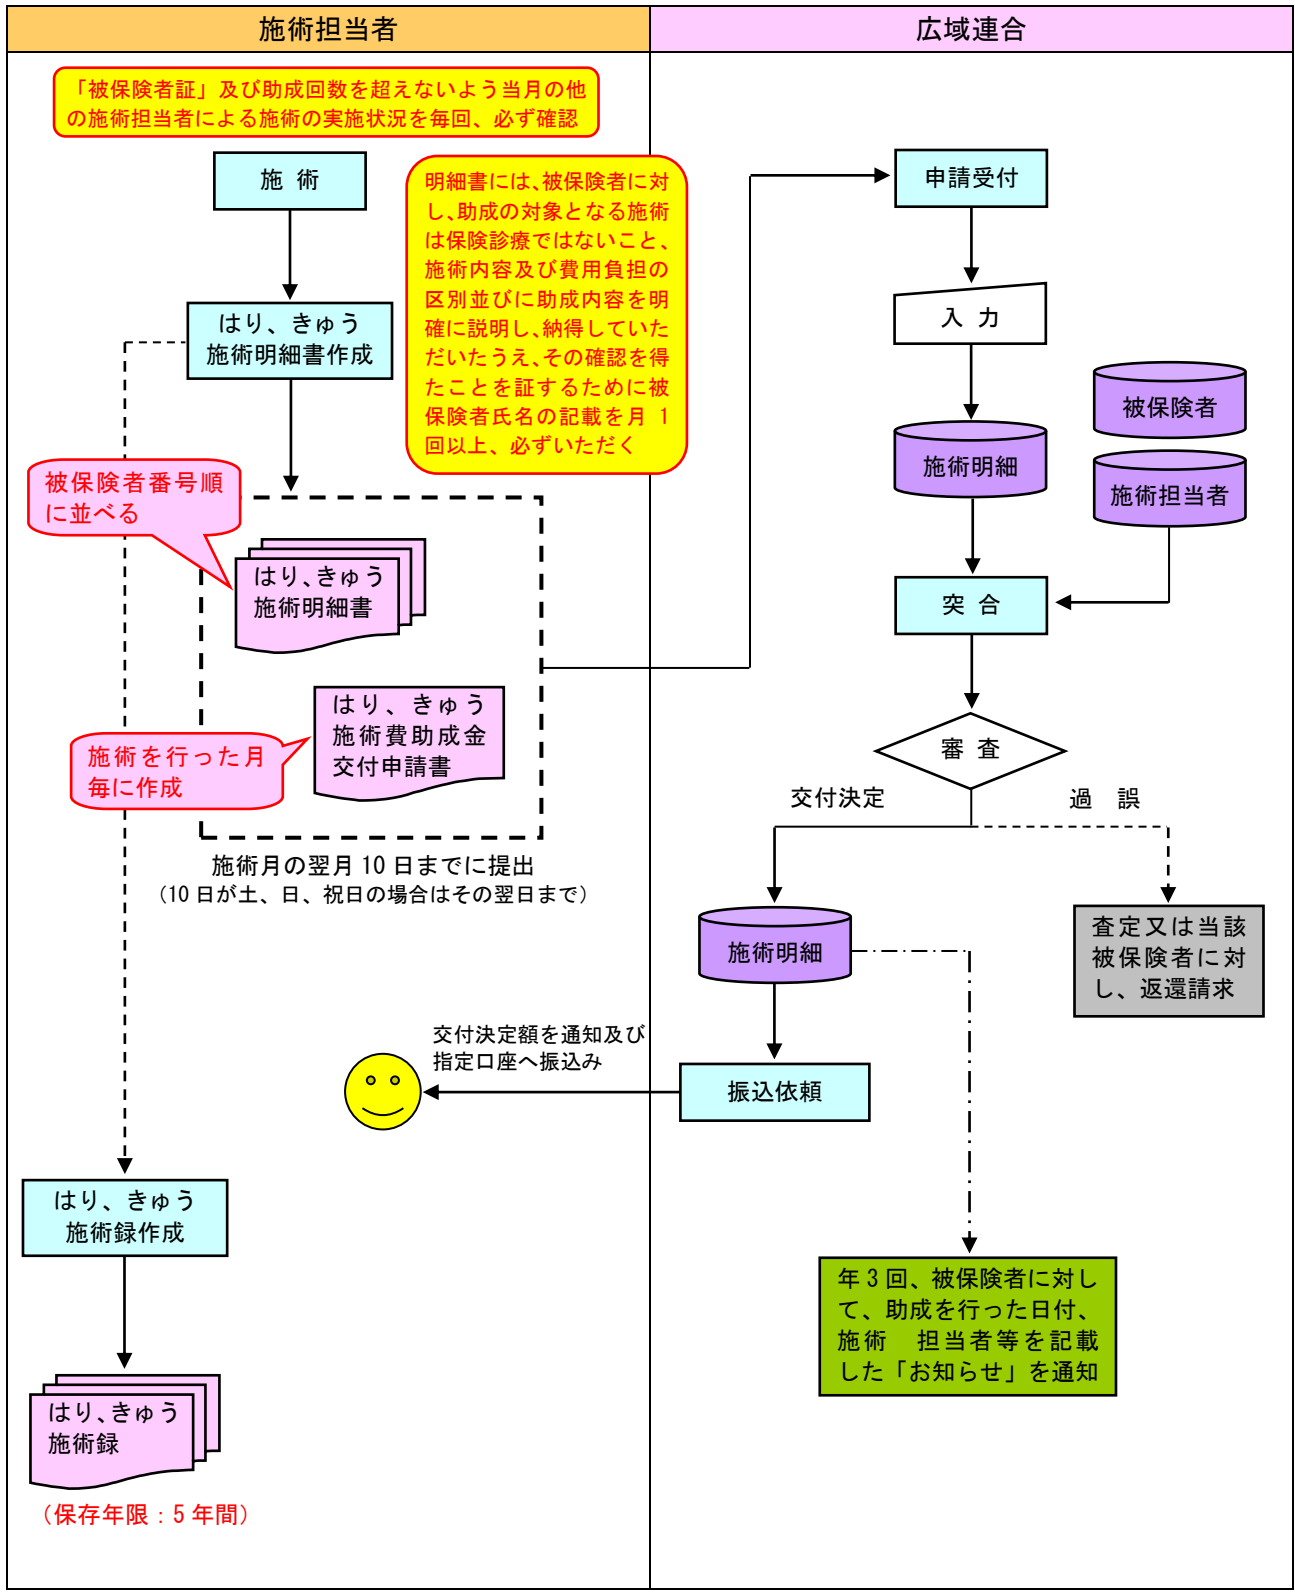 施術担当者
「被保険者証」及び助成回数を超えないよう当月の他
の施術担当者による施術の実施状況を毎回、必ず確認
施 術
明細書には、被保険者に対
し、助成の対象となる施術
は保険診療ではないこと、
施術内容及び費用負担の
区別並びに助成内容を明
確に説明し、納得していた
だいたうえ、その確認を得
たことを証するために被
保険者氏名の記載を月 1
回以上、必ずいただく
はり、きゅう
施術明細書作成
被保険者番号順
に並べる
はり、きゅう
施術明細書
はり、きゅう
施術費助成金
交付申請書
施術を行った月
毎に作成
施術月の翌月 10 日までに提出
（10 日が土、日、祝日の場合はその翌日まで）
交付決定額を通知及び
指定口座へ振込み
はり、きゅう
施術録作成
はり、きゅう
施術録
（保存年限：5 年間）
広域連合
申請受付
入 力
施術明細
被保険者
施術担当者
突 合
審 査
交付決定
過 誤
施術明細
査定又は当該
被保険者に対
し、返還請求
振込依頼
年 3 回、被保険者に対し
て、助成を行った日付、
施術　担当者等を記載
した「お知らせ」を通知